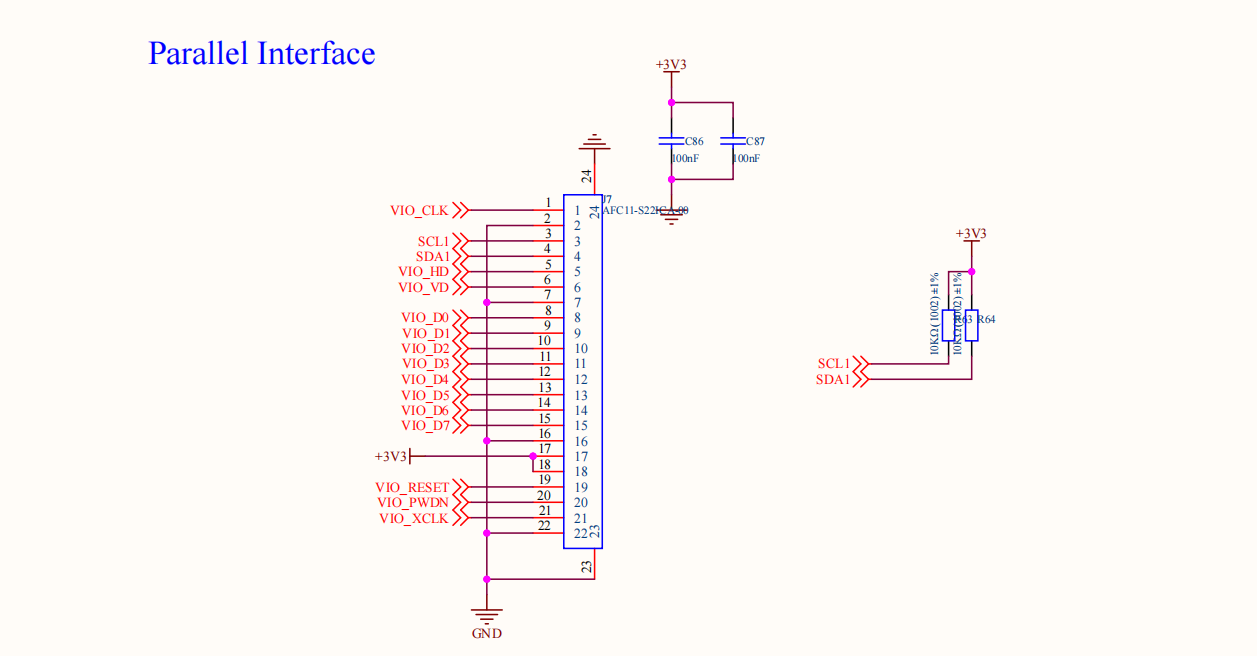 Parallel Interface
+3V3
C86
C87
100nF
100nF
24
J7
24
VIO_CLK 1 1
2 2
SCL1 3 3
SDA1 4 4
VIO_HD 5 5
VIO_VD 6 6
7 7
VIO_D0 8 8
VIO_D1 9 9
VIO_D2 10 10
VIO_D3 11 11
VIO_D4 12 12
VIO_D5 13 13
VIO_D6 14 14
VIO_D7 15 15
16 16
+3V3 17 17
18 18
VIO_RESET 19 19
VIO_PWDN 20 20
VIO_XCLK 21 21
22 22
23
23
GND
+3V3
10KΩ(1002) ±1%
10KΩ(1002) ±1%
R63
R64
SCL1
SDA1